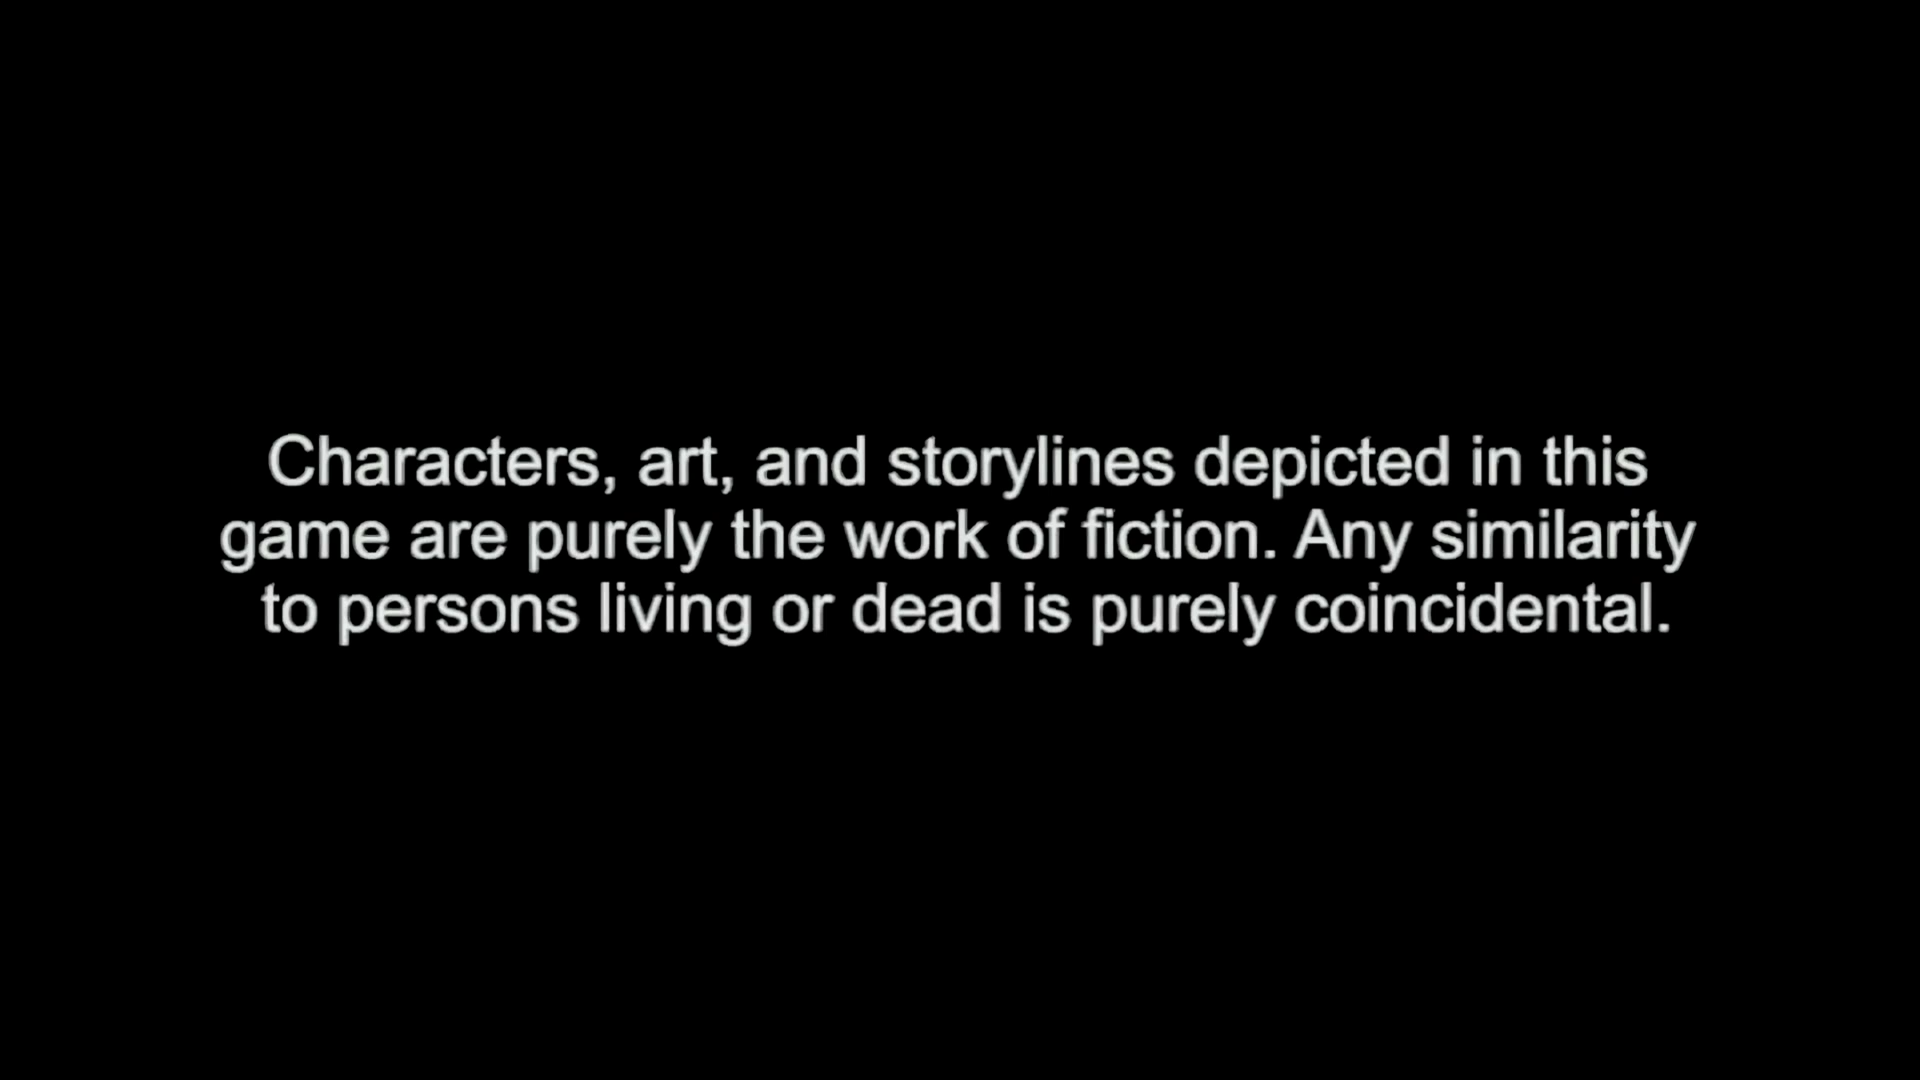 Characters, art, and storylines depicted in this
game are purely the work of fiction. Any similarity
to persons living or dead is purely coincidental.